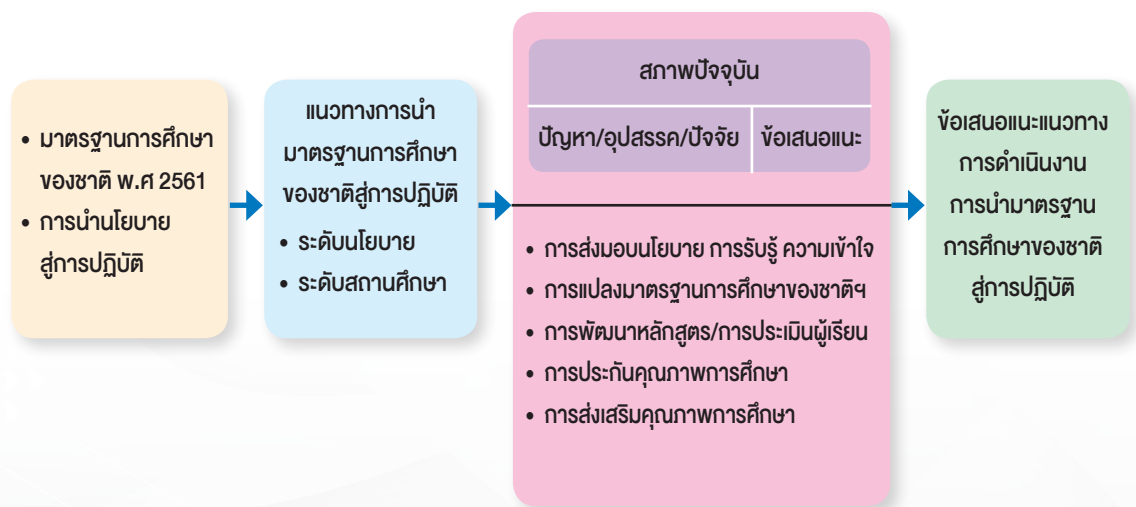 • มาตรฐานการศึกษา
ของชาติ พ.ศ 2561
• การนำนโยบาย
สู่การปฏิบัติ
แนวทางการนำ
มาตรฐานการศึกษา
ของชาติสู่การปฏิบัติ
• ระดับนโยบาย
• ระดับสถานศึกษา
สภาพปัจจุบัน
ปัญหา/อุปสรรค/ปัจจัย
ข้อเสนอแนะ
• การส่งมอบนโยบาย การรับรู้ ความเข้าใจ
• การแปลงมาตรฐานการศึกษาของชาติฯ
• การพัฒนาหลักสูตร/การประเมินผู้เรียน
• การประกันคุณภาพการศึกษา
• การส่งเสริมคุณภาพการศึกษา
ข้อเสนอแนะแนวทาง
การดำเนินงาน
การนำมาตรฐาน
การศึกษาของชาติ
สู่การปฏิบัติ